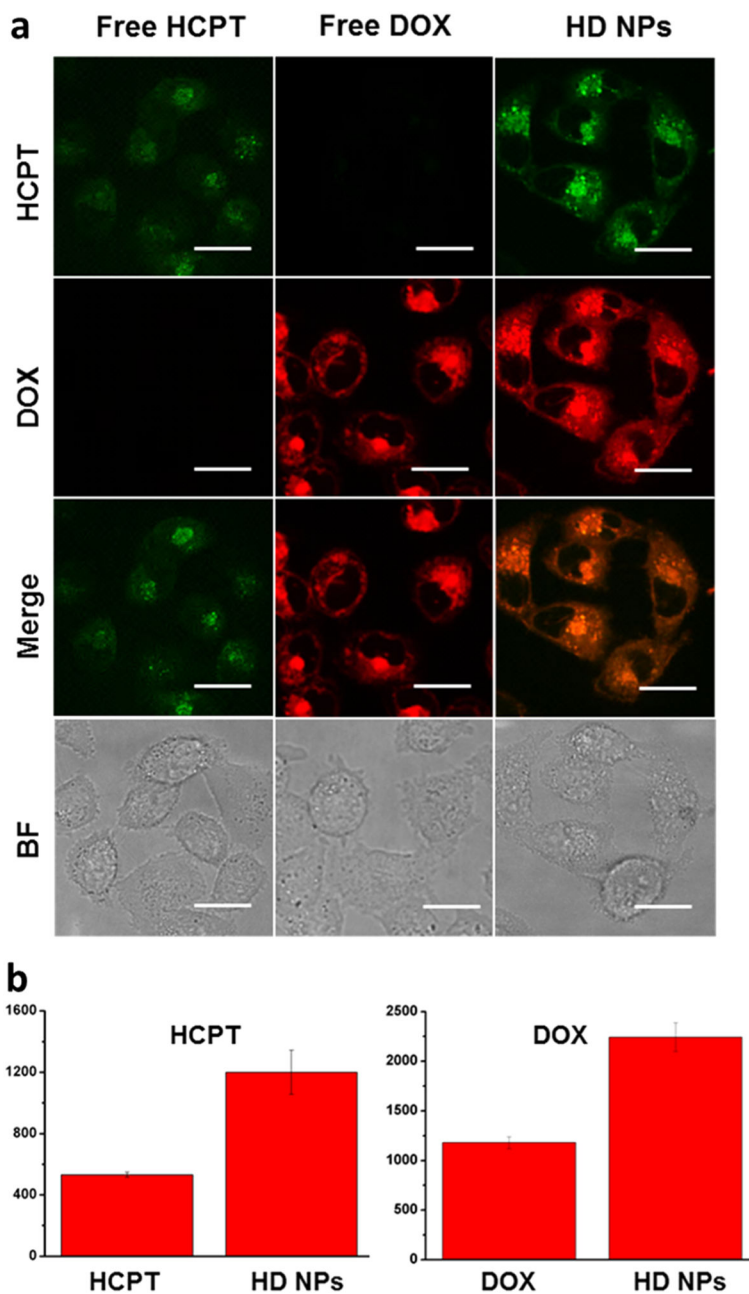 a
Free HCPT Free DOX HD NPs
HCPT
DOX
Merge
BF
b
HCPT
1600
1200
800
400
0
HCPT HD NPs
DOX
2500
2000
1500
1000
500
0
DOX HD NPs